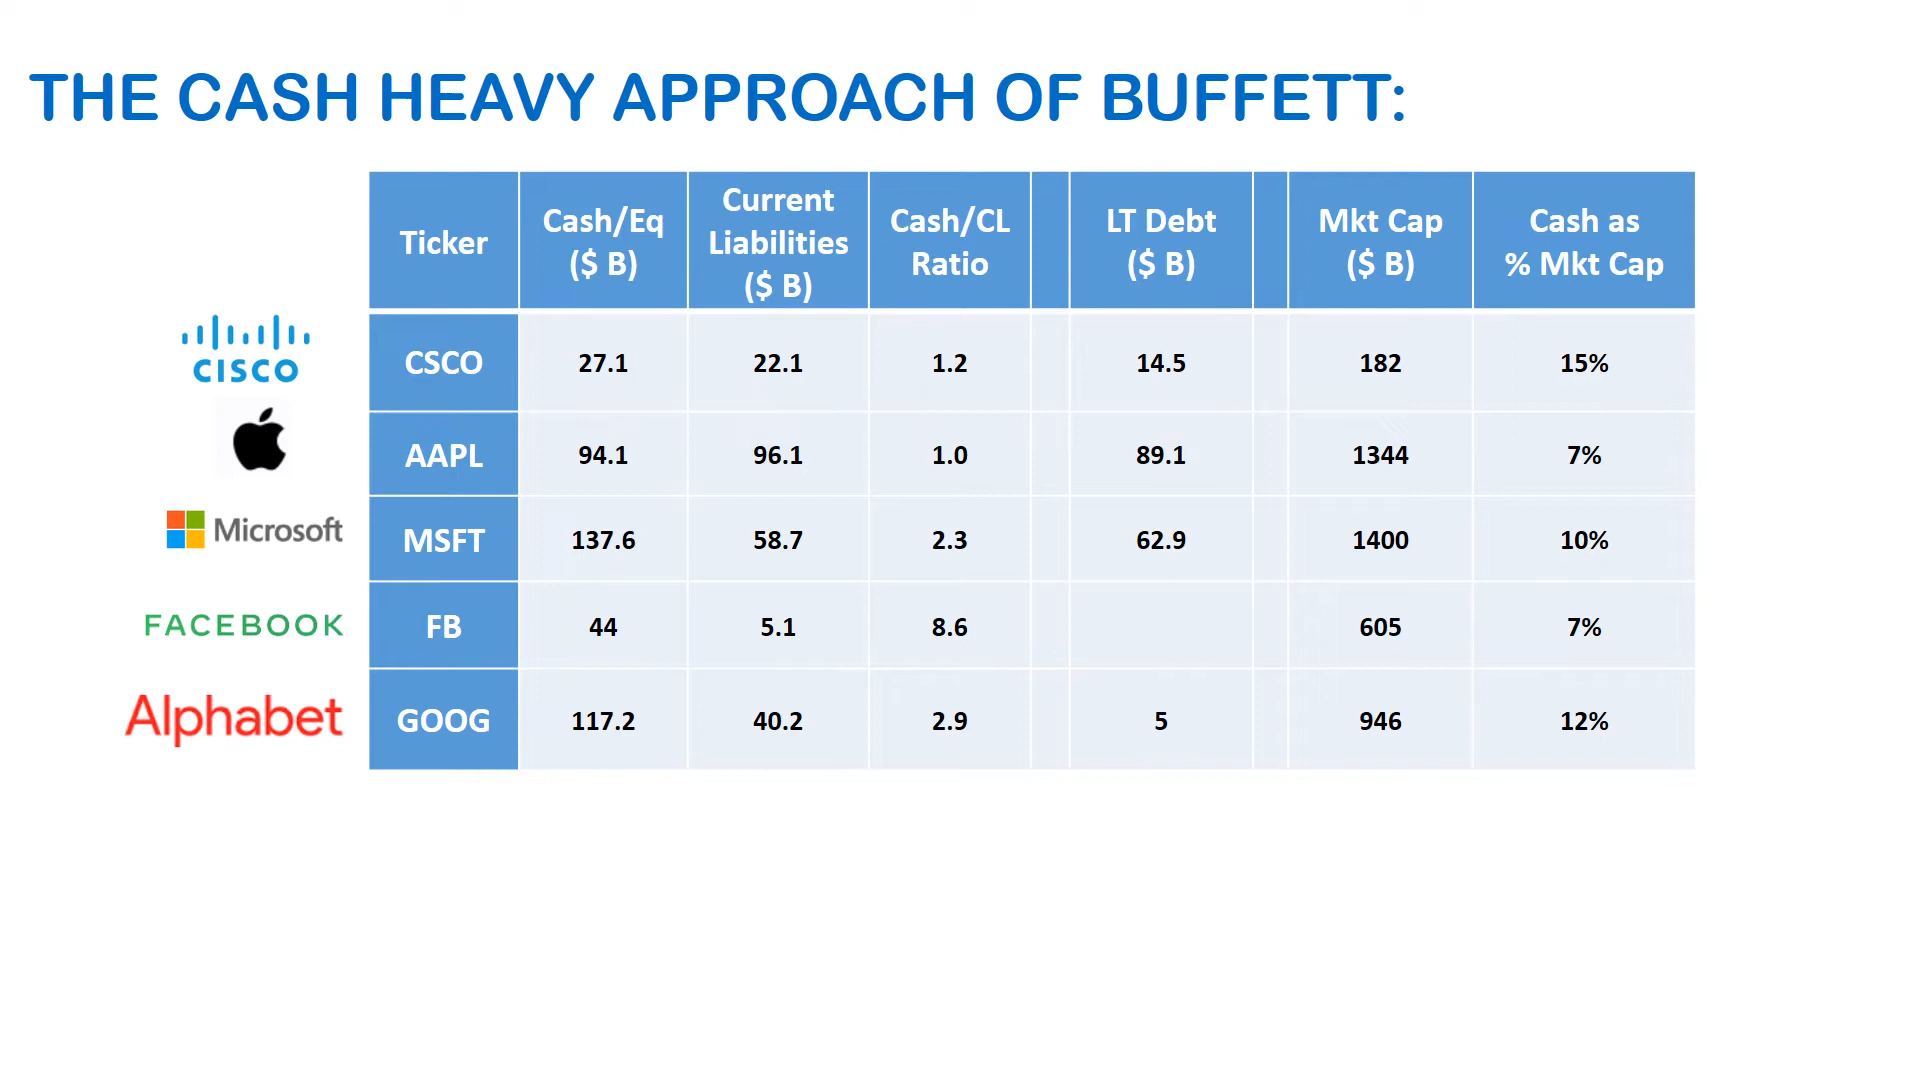 THE CASH HEAVY APPROACH OF BUFFETT:
Ticker
Cash/Eq
($ B)
Current
Liabilities
($ B)
Cash/CL
Ratio
LT Debt
($ B)
Mkt Cap
($ B)
Cash as
% Mkt Cap
CISCO
CSCO 27.1 22.1 1.2 14.5 182 15%
AAPL 94.1 96.1 1.0 89.1 1344 7%
Microsoft
MSFT 137.6 58.7 2.3 62.9 1400 10%
FACEBOOK
FB 44 5.1 8.6 605 7%
Alphabet
GOOG 117.2 40.2 2.9 5 946 12%